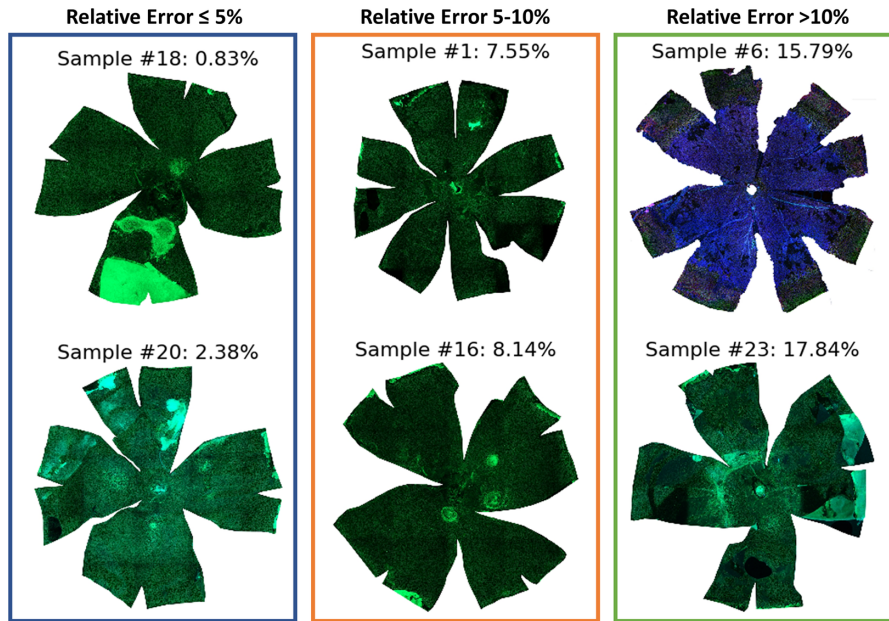 Relative Error ≤ 5%
Relative Error 5-10%
Relative Error >10%
Sample #18: 0.83%
Sample #1: 7.55%
Sample #6: 15.79%
Sample #20: 2.38%
Sample #16: 8.14%
Sample #23: 17.84%